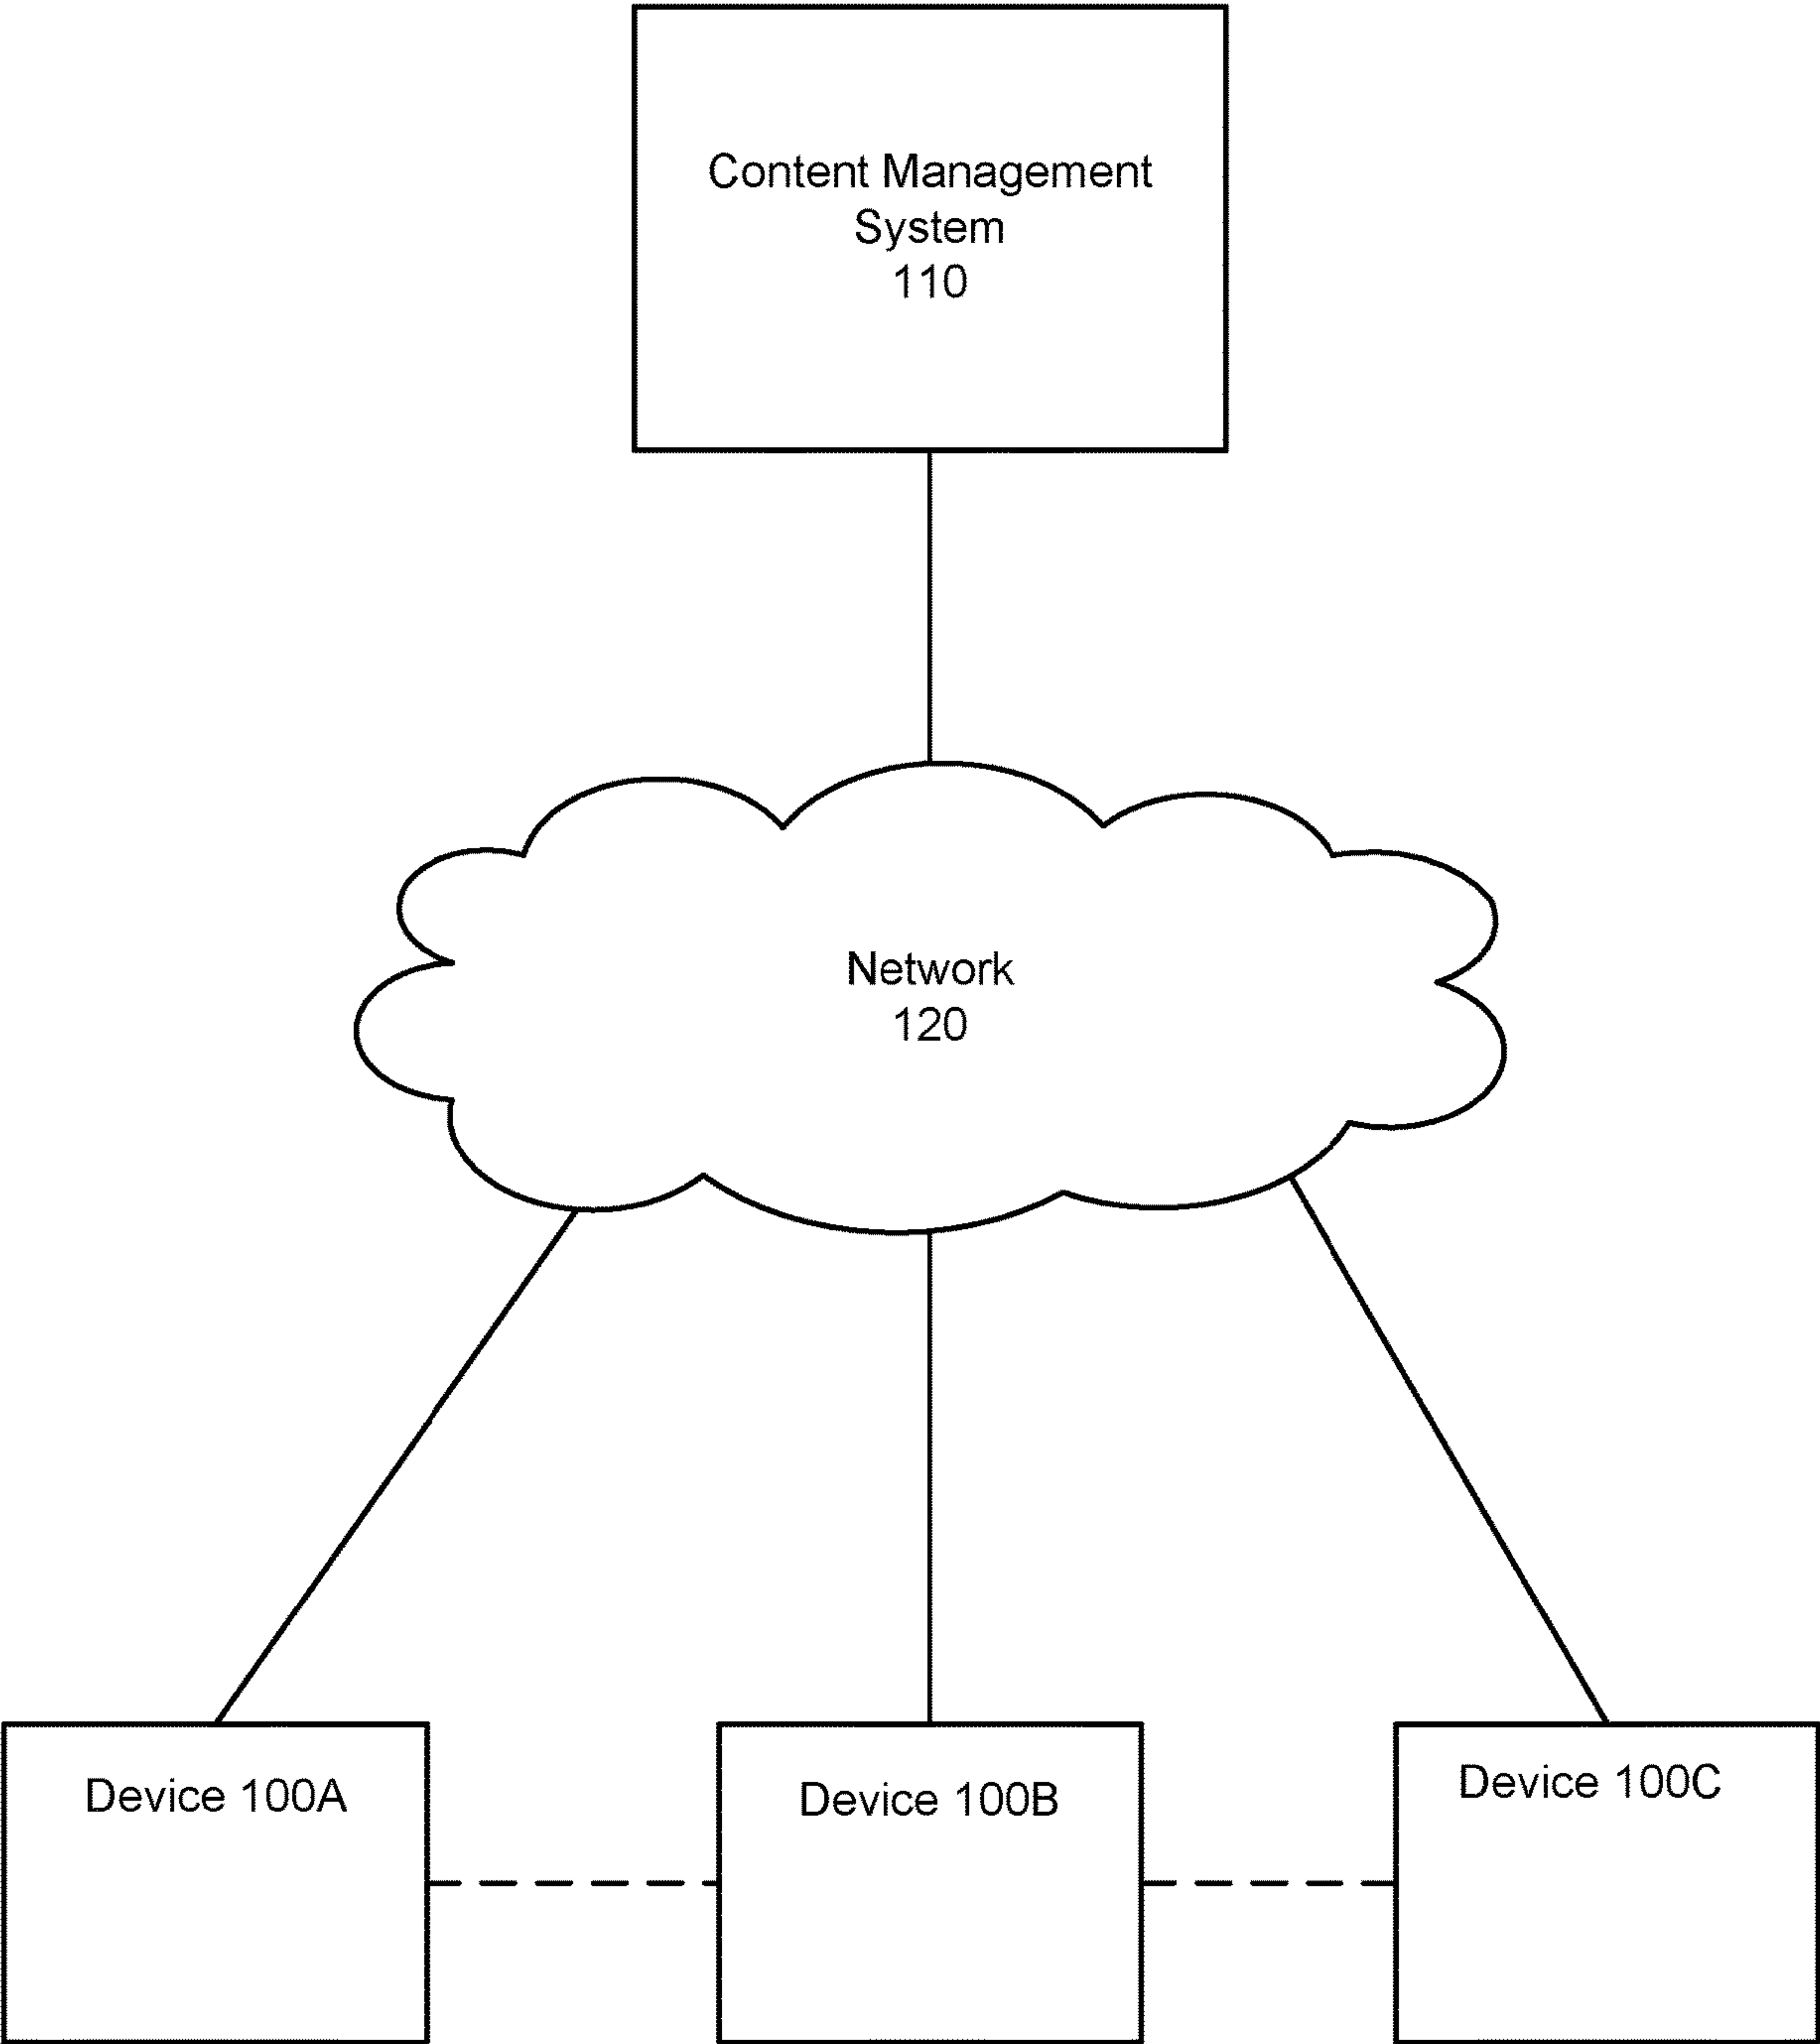 Content Management
System
110
Network
120
Device 100A
Device 100B
Device 100C